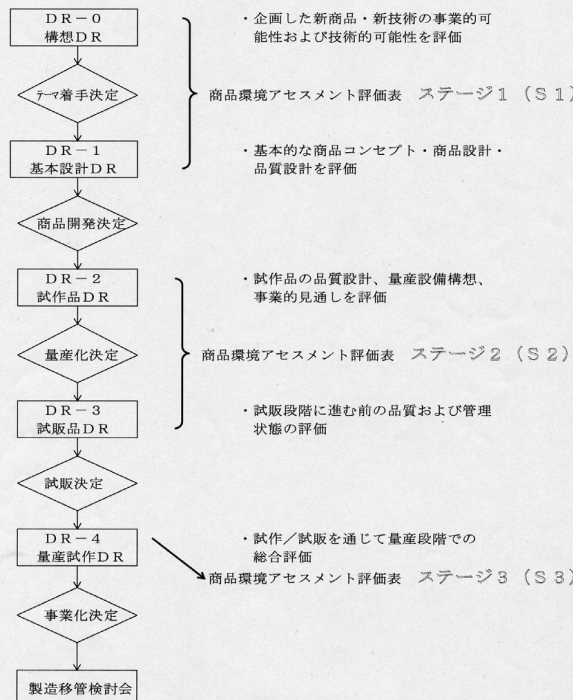 DR－0
構想DR
・企画した新商品・新技術の事業的可
能性および技術的可能性を評価
テーマ着手決定
商品環境アセスメント評価表　ステージ1（S1）
DR－1
基本設計DR
・基本的な商品コンセプト・商品設計・
品質設計を評価
商品開発決定
DR－2
試作品DR
・試作品の品質設計、量産設備構想、
事業的見通しを評価
量産化決定
商品環境アセスメント評価表　ステージ2（S2）
DR－3
試販品DR
・試販段階に進む前の品質および管理
状態の評価
試販決定
DR－4
量産試作DR
・試作／試販を通じて量産段階での
総合評価
商品環境アセスメント評価表　ステージ3（S3）
事業化決定
製造移管検討会